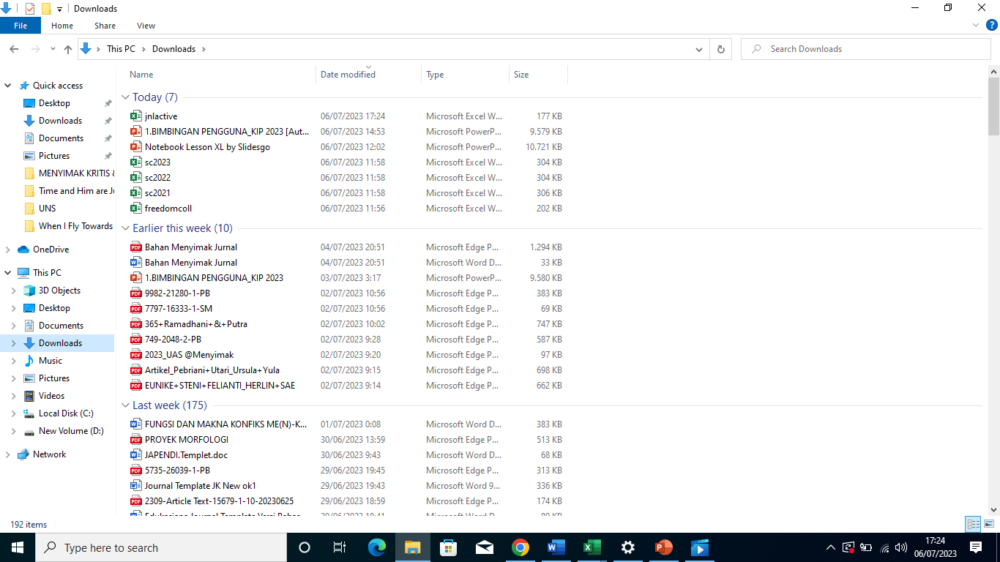 Downloads
File Home Share View
This PC Downloads
Search Downloads
Name Date modified Type Size
Quick access
Desktop
Downloads
Documents
Pictures
MENYIMAK KRITIS &
Time and Him are Ju
UNS
When I Fly Towards
OneDrive
This PC
3D Objects
Desktop
Documents
Downloads
Music
Pictures
Videos
Local Disk (C:)
New Volume (D:)
Network
Today (7)
jnlactive 06/07/2023 17:24 Microsoft Excel W... 177 KB
1.BIMBINGAN PENGGUNA_KIP 2023 [Aut... 06/07/2023 14:53 Microsoft PowerP... 9.579 KB
Notebook Lesson XL by Slidesgo 06/07/2023 12:02 Microsoft PowerP... 10.721 KB
sc2023 06/07/2023 11:58 Microsoft Excel W... 304 KB
sc2022 06/07/2023 11:58 Microsoft Excel W... 304 KB
sc2021 06/07/2023 11:58 Microsoft Excel W... 306 KB
freedomcoll 06/07/2023 11:56 Microsoft Excel W... 202 KB
Earlier this week (10)
Bahan Menyimak Jurnal 04/07/2023 20:51 Microsoft Edge P... 1.294 KB
Bahan Menyimak Jurnal 04/07/2023 20:51 Microsoft Word D... 33 KB
1.BIMBINGAN PENGGUNA_KIP 2023 03/07/2023 3:17 Microsoft PowerP... 9.580 KB
9982-21280-1-PB 02/07/2023 10:56 Microsoft Edge P... 383 KB
7797-16333-1-SM 02/07/2023 10:56 Microsoft Edge P... 69 KB
365+Ramadhani+&+Putra 02/07/2023 10:02 Microsoft Edge P... 747 KB
749-2048-2-PB 02/07/2023 9:28 Microsoft Edge P... 587 KB
2023_UAS @Menyimak 02/07/2023 9:20 Microsoft Edge P... 97 KB
Artikel_Pebriani+Utari_Ursula+Yula 02/07/2023 9:15 Microsoft Edge P... 698 KB
EUNIKE+STENI+FELIANTI_HERLIN+SAE 02/07/2023 9:14 Microsoft Edge P... 662 KB
Last week (175)
FUNGSI DAN MAKNA KONFIKS ME(N)-K... 01/07/2023 0:08 Microsoft Word D... 383 KB
PROYEK MORFOLOGI 30/06/2023 13:59 Microsoft Edge P... 513 KB
JAPENDI.Templet.doc 30/06/2023 9:43 Microsoft Word D... 68 KB
5735-26039-1-PB 29/06/2023 19:45 Microsoft Edge P... 313 KB
Journal Template JK New ok1 29/06/2023 19:43 Microsoft Word 9... 336 KB
2309-Article Text-15679-1-10-20230625 29/06/2023 18:59 Microsoft Edge P... 174 KB
192 items
Type here to search
17:24
06/07/2023